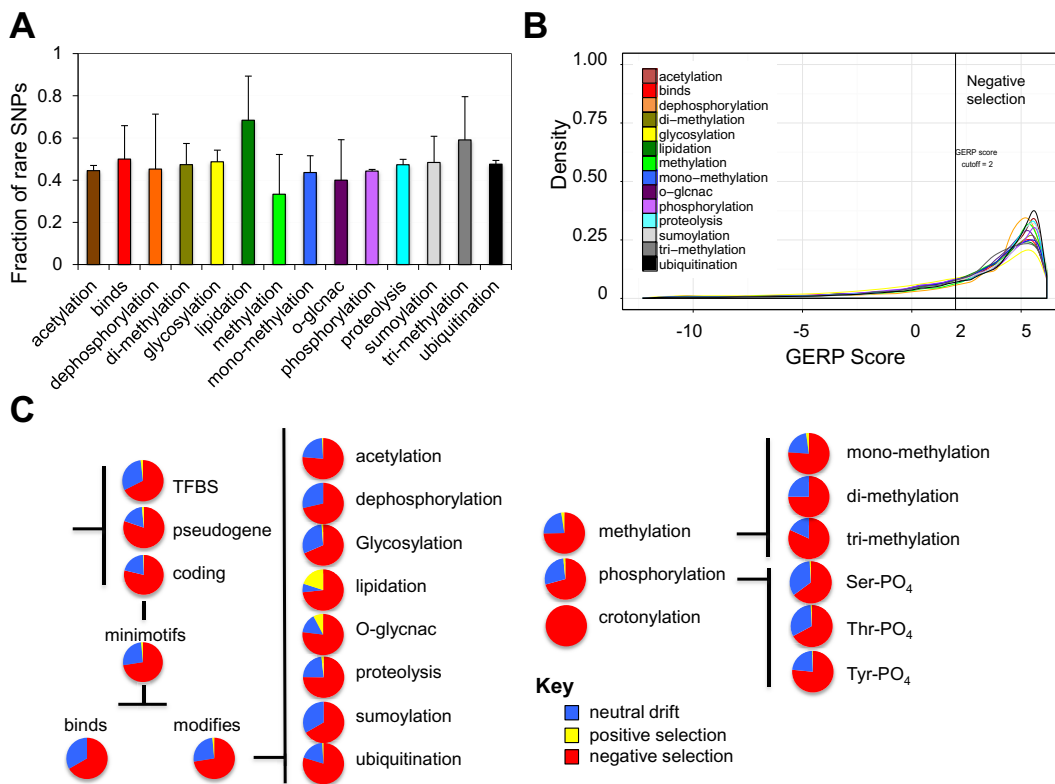 A
Fraction of rare SNPs
1
0.8
0.6
0.4
0.2
0
acetylation
binds
dephosphorylation
di-methylation
glycosylation
lipidation
methylation
mono-methylation
o-glcnac
phosphorylation
proteolysis
sumoylation
tri-methylation
ubiquitination
B
Density
1.00
0.75
0.50
0.25
0
acetylation
binds
dephosphorylation
di-methylation
glycosylation
lipidation
methylation
mono-methylation
o-glcnac
phosphorylation
proteolysis
sumoylation
tri-methylation
ubiquitination
Negative
selection
GERP score
cutoff = 2
-10
-5
0
2
5
GERP Score
C
TFBS
pseudogene
coding
minimotifs
binds
modifies
acetylation
dephosphorylation
Glycosylation
lipidation
O-glycnac
proteolysis
sumoylation
ubiquitination
methylation
phosphorylation
crotonylation
mono-methylation
di-methylation
tri-methylation
Ser-PO4
Thr-PO4
Tyr-PO4
Key
neutral drift
positive selection
negative selection